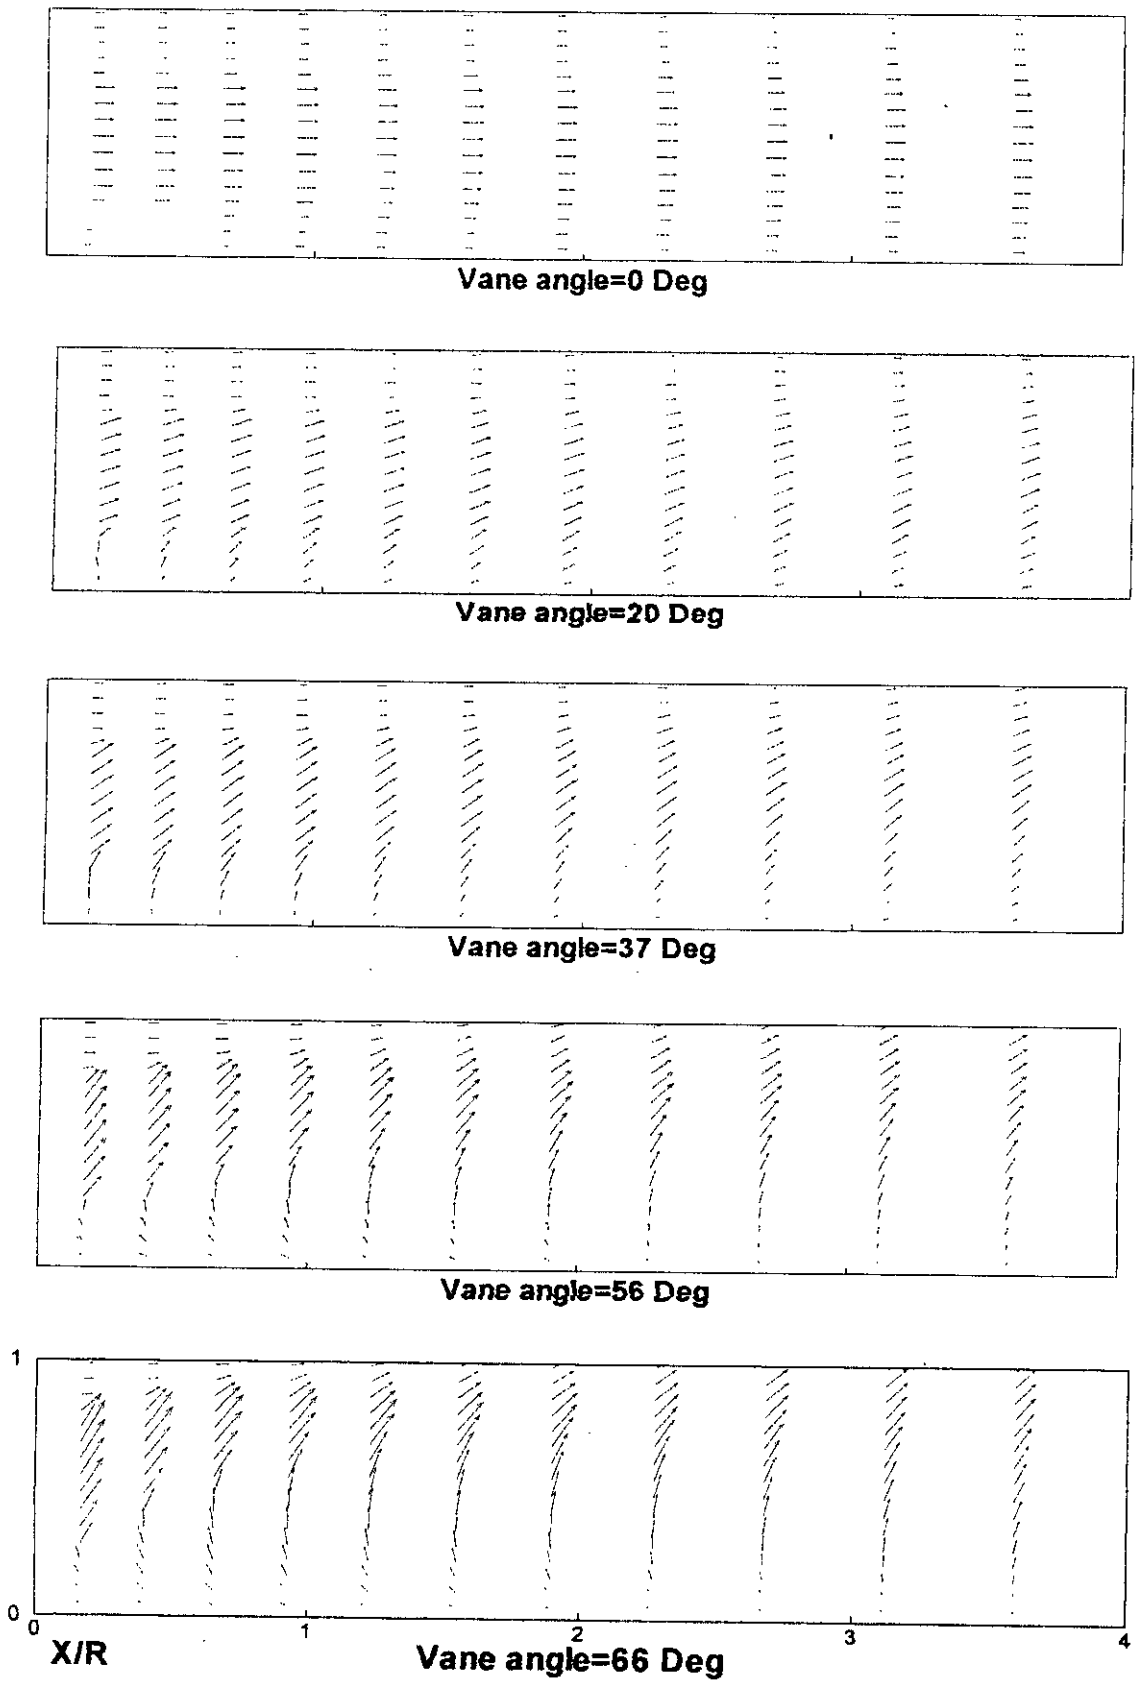 Vane angle=0 Deg
Vane angle=20 Deg
Vane angle=37 Deg
Vane angle=56 Deg
1
0
0 1 2 3 4
X/R Vane angle=66 Deg